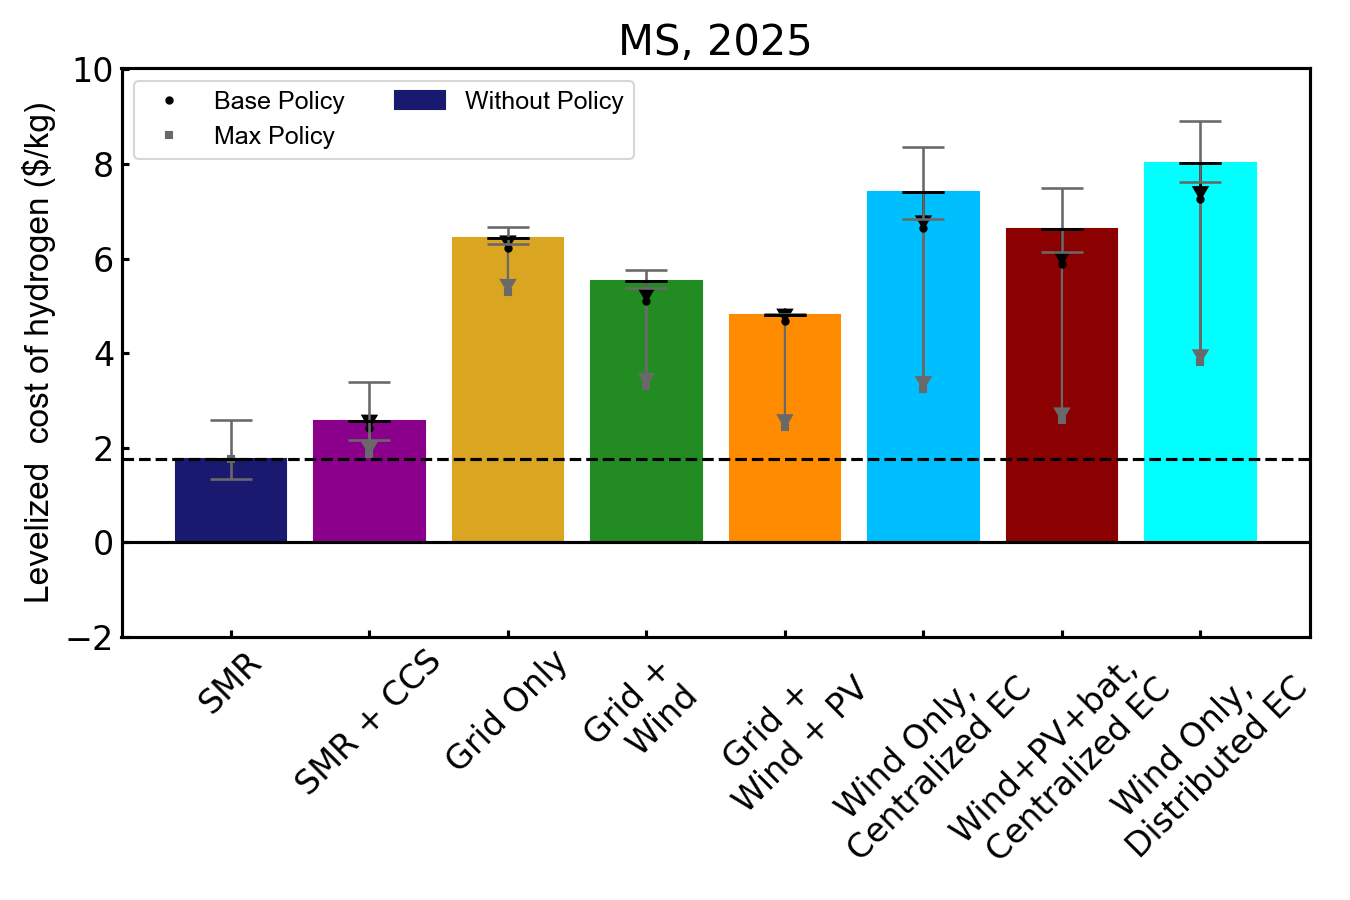 MS, 2025
Levelized  cost of hydrogen ($/kg)
10
8
6
4
2
0
−2
Base Policy
Max Policy
Without Policy
SMR
SMR + CCS
Grid Only
Grid +
Wind
Grid +
Wind + PV
Wind Only,
Centralized EC
Wind+PV+bat,
Centralized EC
Wind Only,
Distributed EC